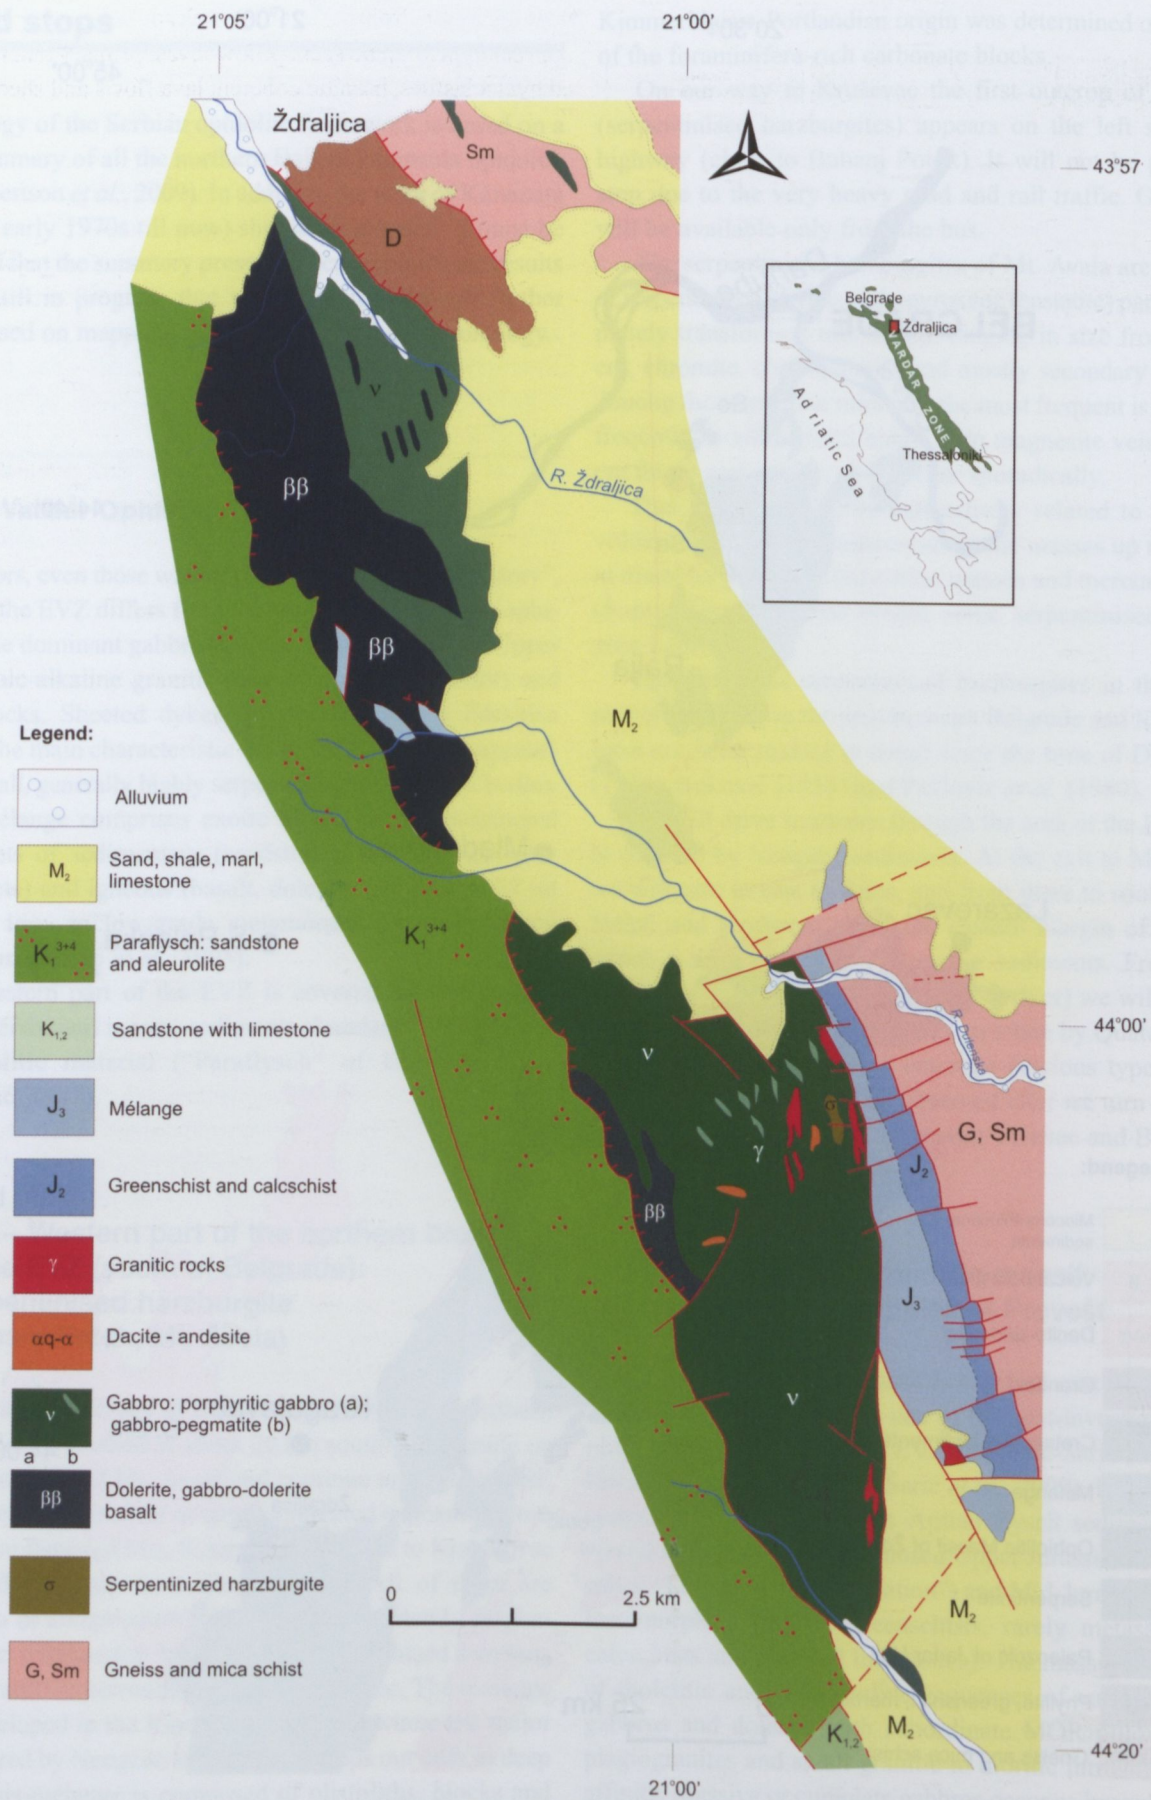 21°05'
21°00'
Ždraljica
Sm
43°57
D
Belgrade
Ždraljica
VARDAR ZONE
Adriatic Sea
Thessaloniki
ν
ββ
R. Ždraljica
ββ
M2
Legend:
Alluvium
M2
Sand, shale, marl,
limestone
K1 3+4
Paraflysch: sandstone
and aleurolite
K1,2
Sandstone with limestone
J3
Mélange
J2
Greenschist and calcschist
γ
Granitic rocks
αq-α
Dacite - andesite
ν
Gabbro: porphyritic gabbro (a);
gabbro-pegmatite (b)
a b
ββ
Dolerite, gabbro-dolerite
basalt
σ
Serpentinized harzburgite
G, Sm
Gneiss and mica schist
K1 3+4
44°00'
ν
G, Sm
γ
J2
ββ
J3
ν
0 2.5 km
M2
K1,2
M2
44°20'
21°00'